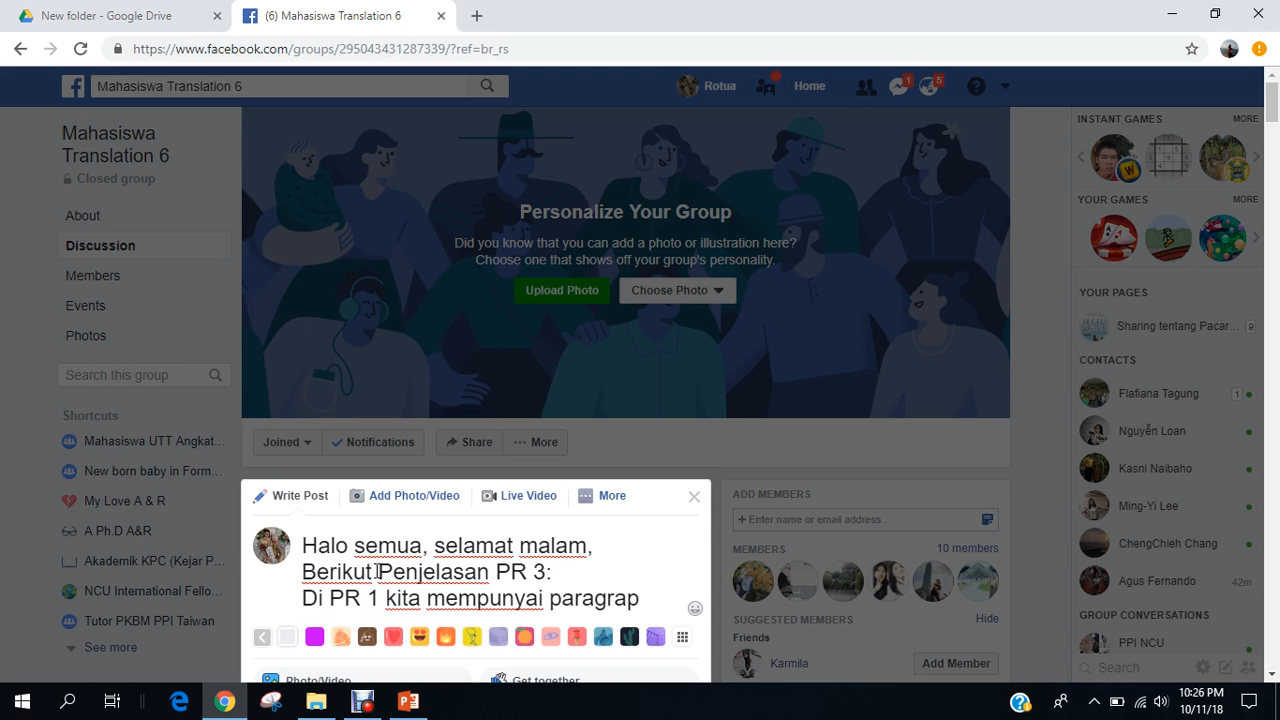 New folder - Google Drive
(6) Mahasiswa Translation 6
https://www.facebook.com/groups/295043431287339/?ref=br_rs
Mahasiswa Translation 6
Rotua
Home
1
5
Mahasiswa
Translation 6
Closed group
About
Discussion
Members
Events
Photos
Search this group
Shortcuts
Mahasiswa UTT Angkat...
New born baby in Form...
My Love A & R
A Ph.D A&R
Akademik KPC (Kejar P...
NCU International Fello...
Tutor PKBM PPI Taiwan
See more
Personalize Your Group
Did you know that you can add a photo or illustration here?
Choose one that shows off your group's personality.
Upload Photo
Choose Photo
Joined
Notifications
Share
More
Write Post
Add Photo/Video
Live Video
More
Halo semua, selamat malam,
Berikut Penjelasan PR 3:
Di PR 1 kita mempunyai paragrap
Photo/Video
Get together
ADD MEMBERS
+ Enter name or email address...
MEMBERS
10 members
Hide
SUGGESTED MEMBERS
Friends
Karmila
Add Member
INSTANT GAMES
MORE
W
YOUR GAMES
MORE
YOUR PAGES
Sharing tentang Pacar...
9
CONTACTS
Flafiana Tagung
1
Nguyễn Loan
Kasni Naibaho
Ming-Yi Lee
ChengChieh Chang
Agus Fernando
42m
GROUP CONVERSATIONS
PPI NCU
Search
10:26 PM
10/11/18